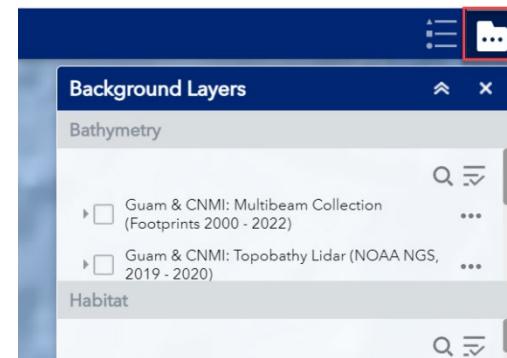 Background Layers
Bathymetry
Guam & CNMI: Multibeam Collection
(Footprints 2000 - 2022)
Guam & CNMI: Topobathy Lidar (NOAA NGS,
2019 - 2020)
Habitat